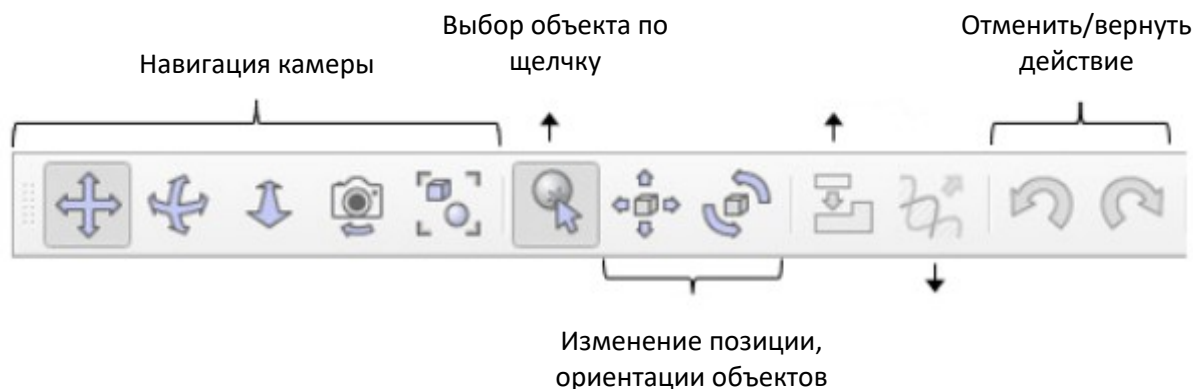 Выбор объекта по
щелчку
Отменить/вернуть
действие
Навигация камеры
Изменение позиции,
ориентации объектов